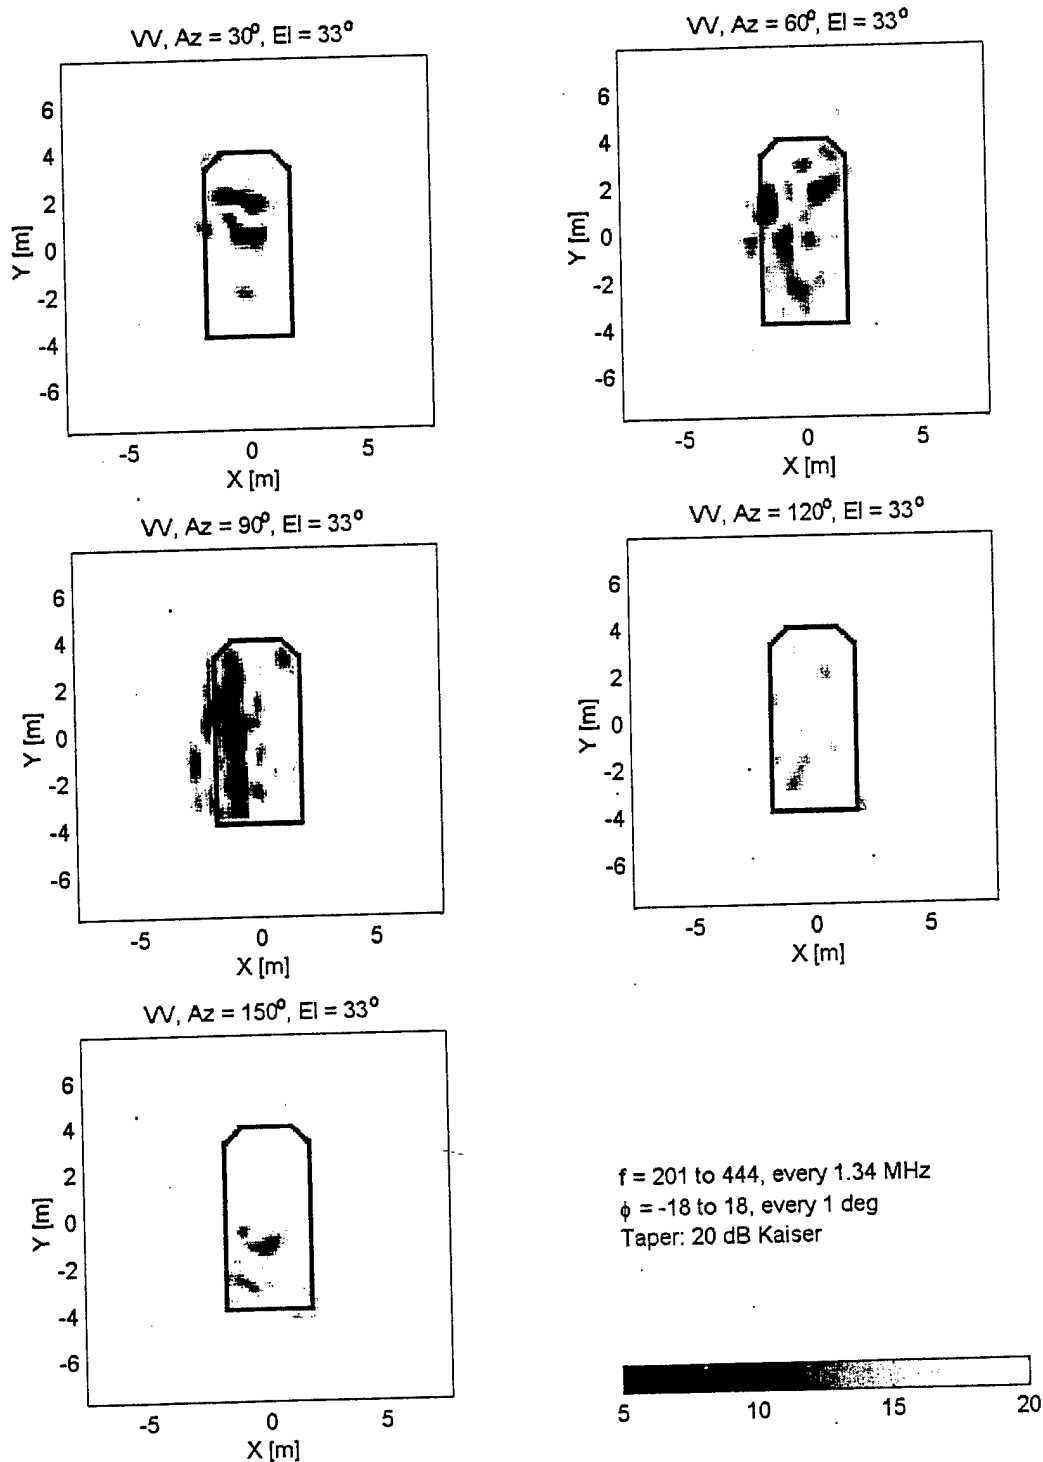 VV, Az = 30°, El = 33°
6
4
2
0
-2
-4
-6
Y [m]
-5 0 5
X [m]
VV, Az = 60°, El = 33°
6
4
2
0
-2
-4
-6
Y [m]
-5 0 5
X [m]
VV, Az = 90°, El = 33°
6
4
2
0
-2
-4
-6
Y [m]
-5 0 5
X [m]
VV, Az = 120°, El = 33°
6
4
2
0
-2
-4
-6
Y [m]
-5 0 5
X [m]
VV, Az = 150°, El = 33°
6
4
2
0
-2
-4
-6
Y [m]
-5 0 5
X [m]
f = 201 to 444, every 1.34 MHz
ϕ = -18 to 18, every 1 deg
Taper: 20 dB Kaiser
5 10 15 20